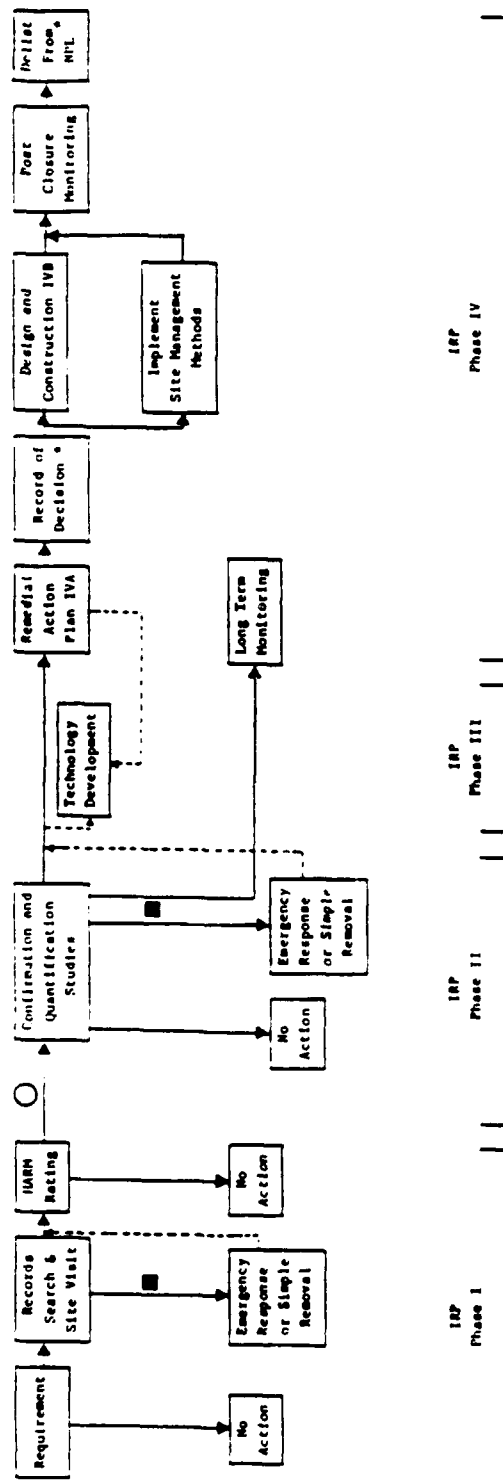 Requirement
No
Action
Records
Search &
Site Visit
Emergency
Response
or Simple
Removal
HARM
Rating
No
Action
Confirmation and
Quantification
Studies
No
Action
Emergency
Response
or Simple
Removal
Technology
Development
Long Term
Monitoring
Remedial
Action
Plan IVA
Record of
Decision *
Design and
Construction IVB
Implement
Site Management
Methods
Post
Closure
Monitoring
Delist
From *
NPL
IRP
Phase I
IRP
Phase II
IRP
Phase III
IRP
Phase IV